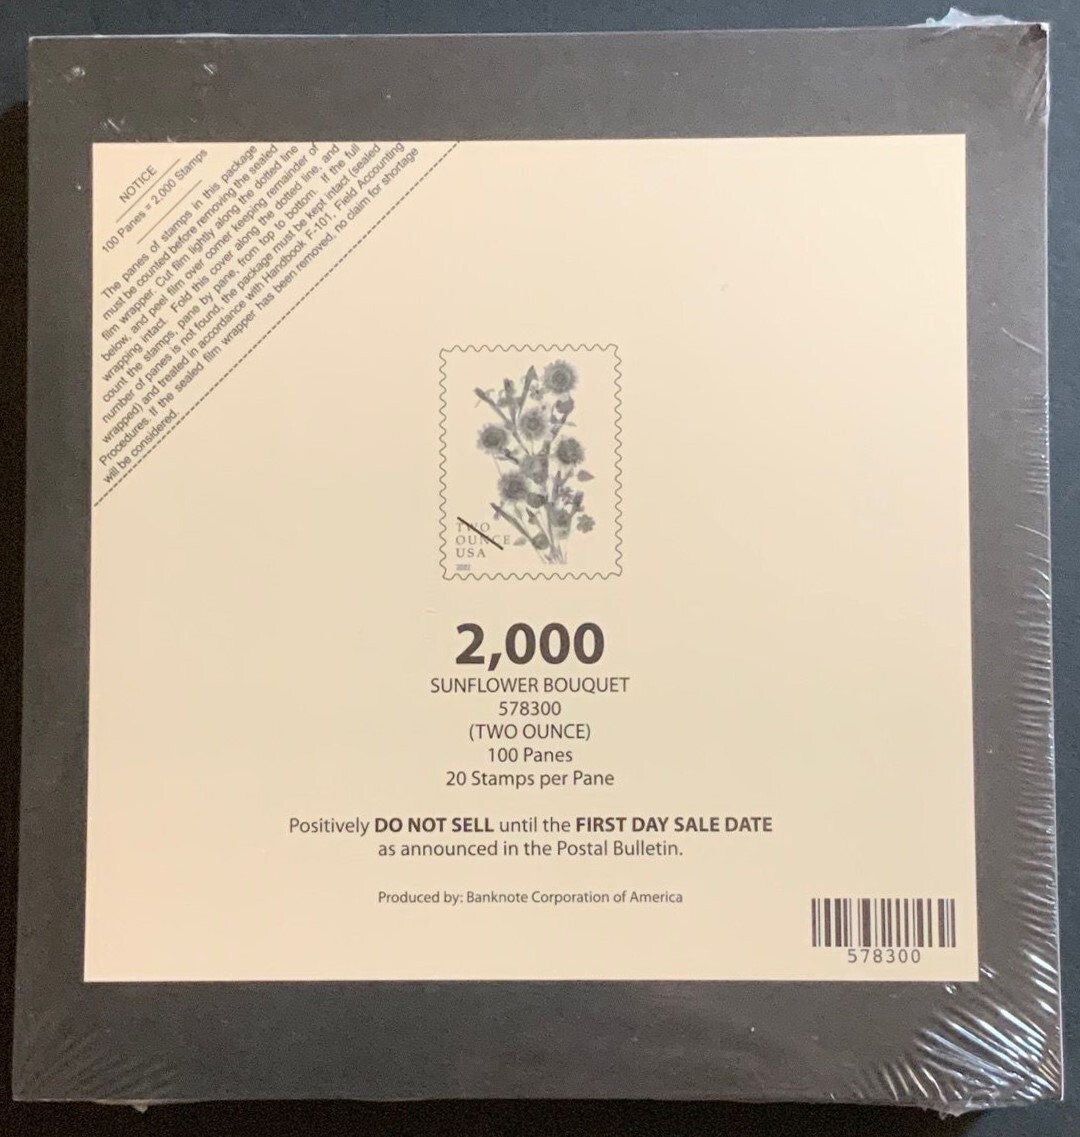 NOTICE
100 Panes = 2,000 Stamps
The panes of stamps in this package
must be counted before removing the sealed
film wrapper. Cut film lightly along the dotted line
below, and peel film over corner keeping remainder of
wrapping intact. Fold this cover along the dotted line, and
count the stamps, pane by pane, from top to bottom. If the full
number of panes is not found, the package must be kept intact (sealed
wrapped) and treated in accordance with Handbook F-101, Field Accounting
Procedures. If the sealed film wrapper has been removed, no claim for shortage
will be considered.
TWO
OUNCE
USA
2022
2,000
SUNFLOWER BOUQUET
578300
(TWO OUNCE)
100 Panes
20 Stamps per Pane
Positively DO NOT SELL until the FIRST DAY SALE DATE
as announced in the Postal Bulletin.
Produced by: Banknote Corporation of America
578300